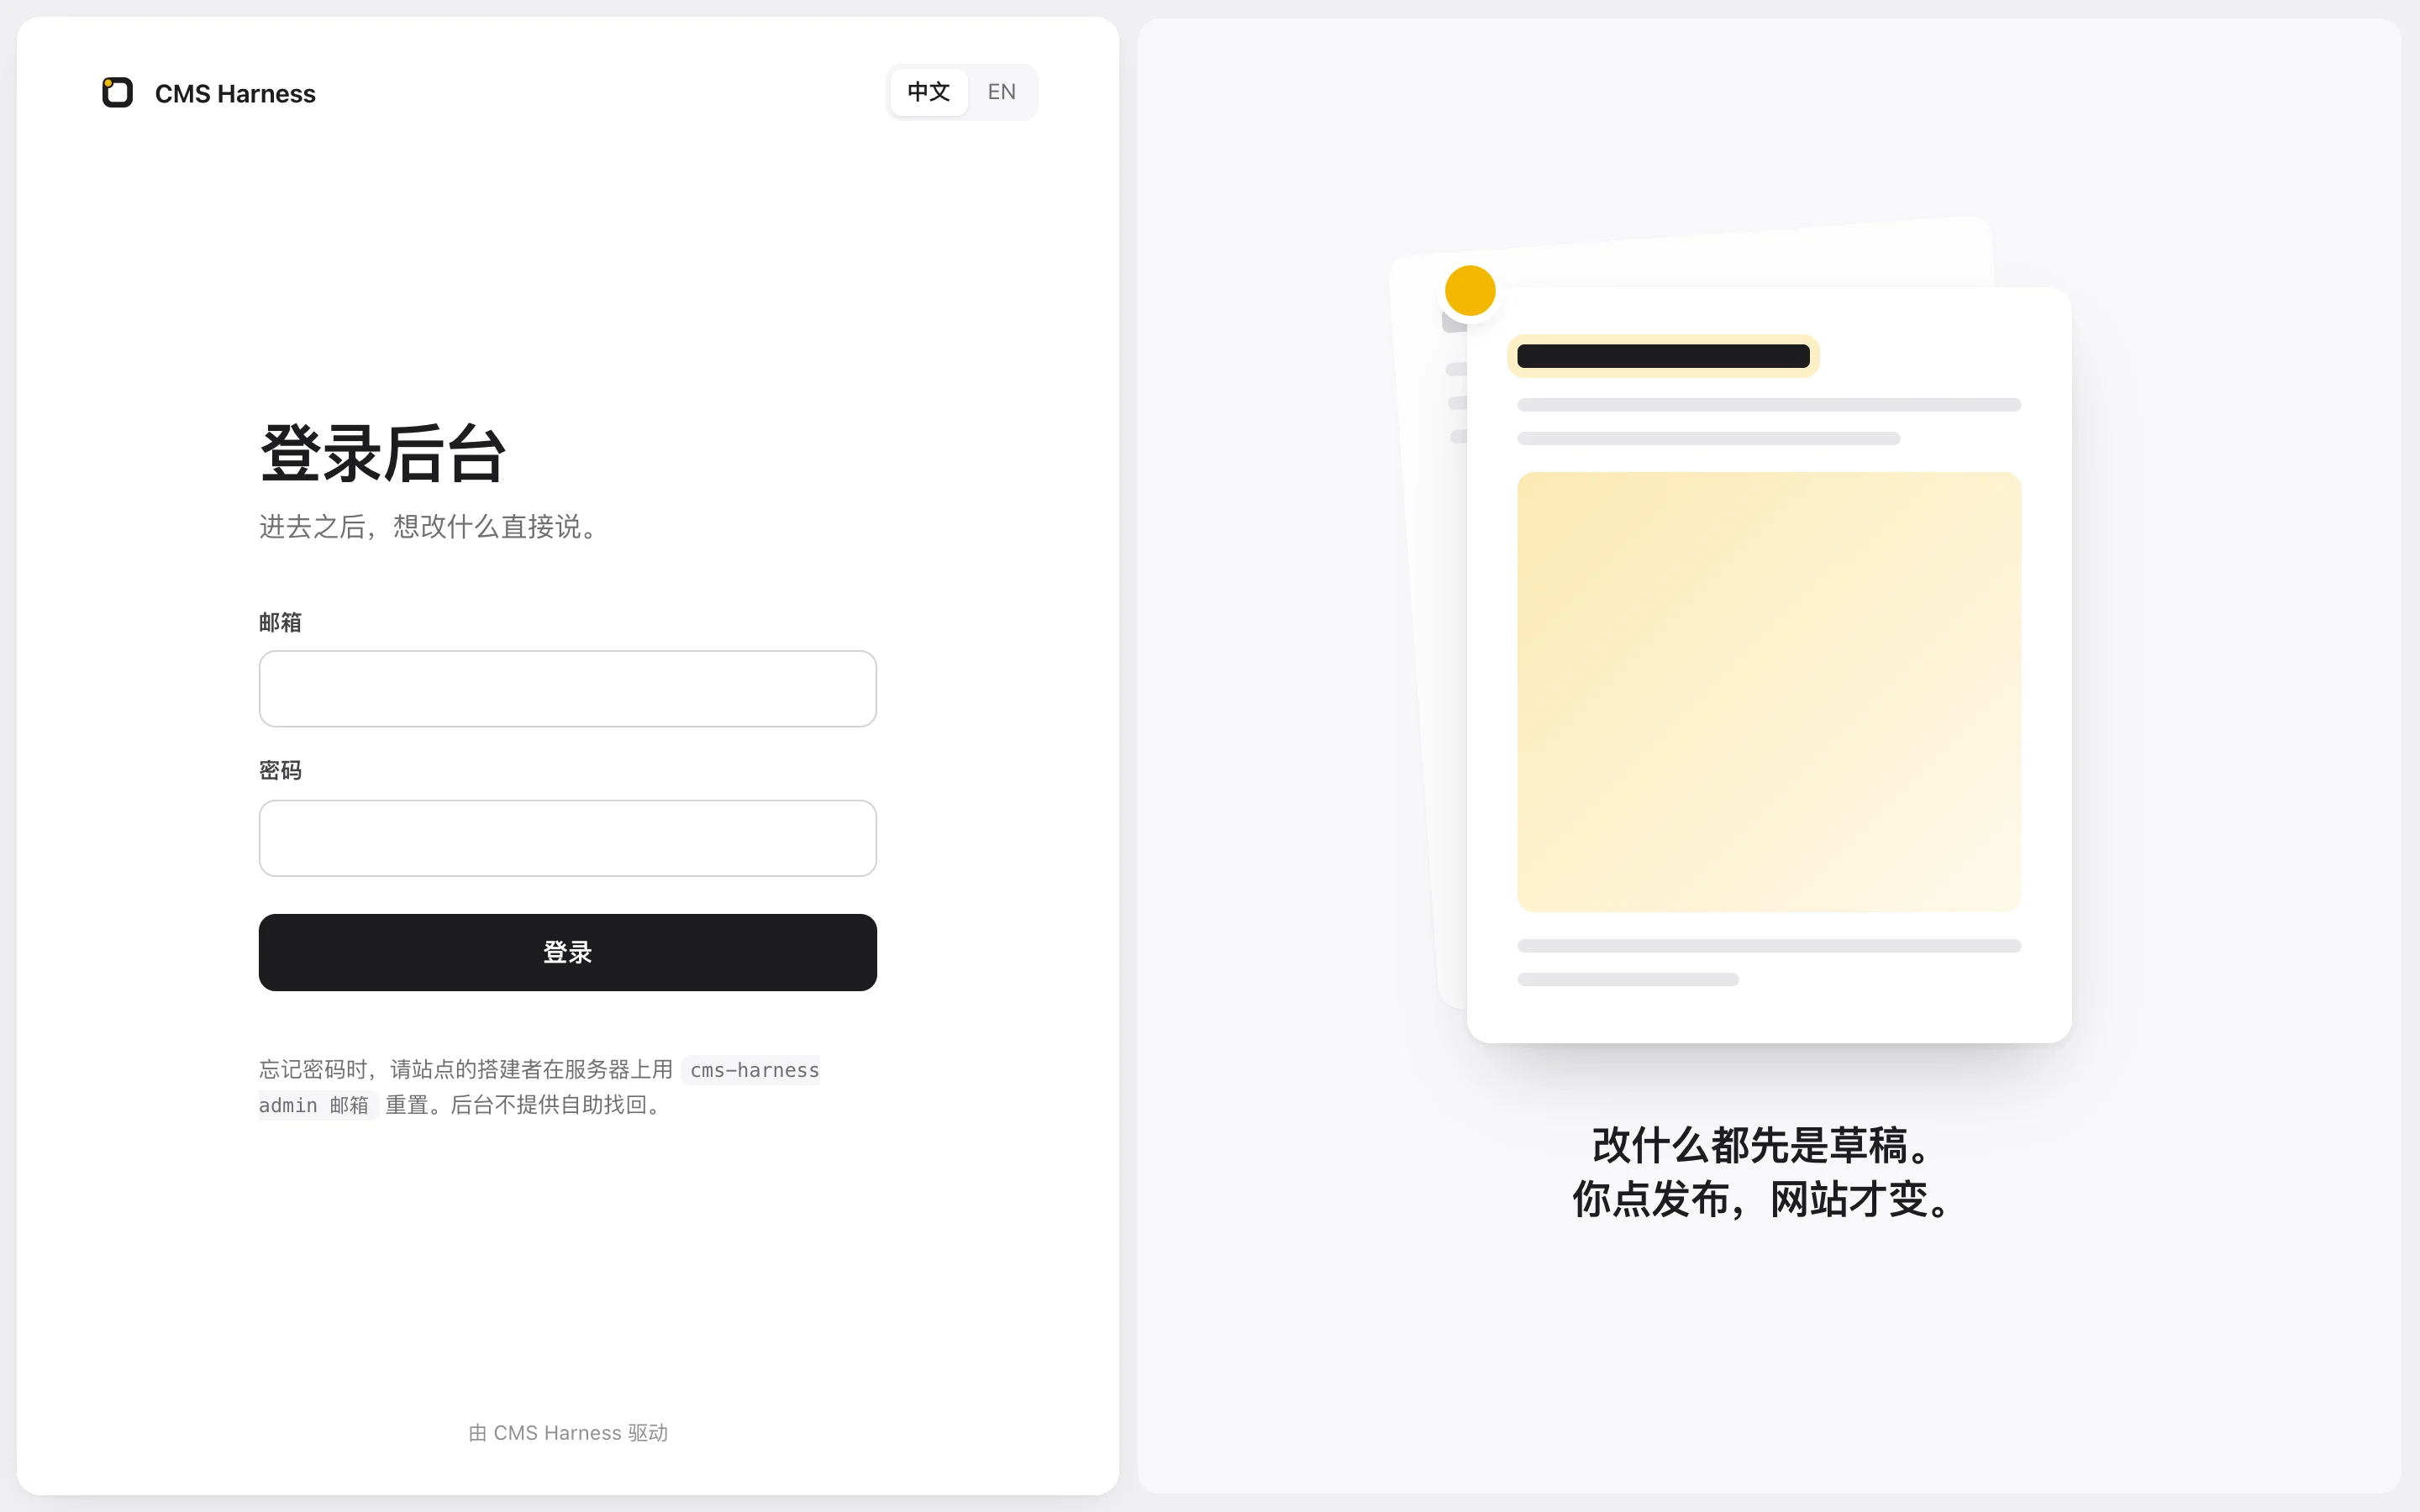 CMS Harness
中文 EN
登录后台
进去之后，想改什么直接说。
邮箱
密码
登录
忘记密码时，请站点的搭建者在服务器上用 cms-harness
admin 邮箱 重置。后台不提供自助找回。
由 CMS Harness 驱动
改什么都先是草稿。
你点发布，网站才变。